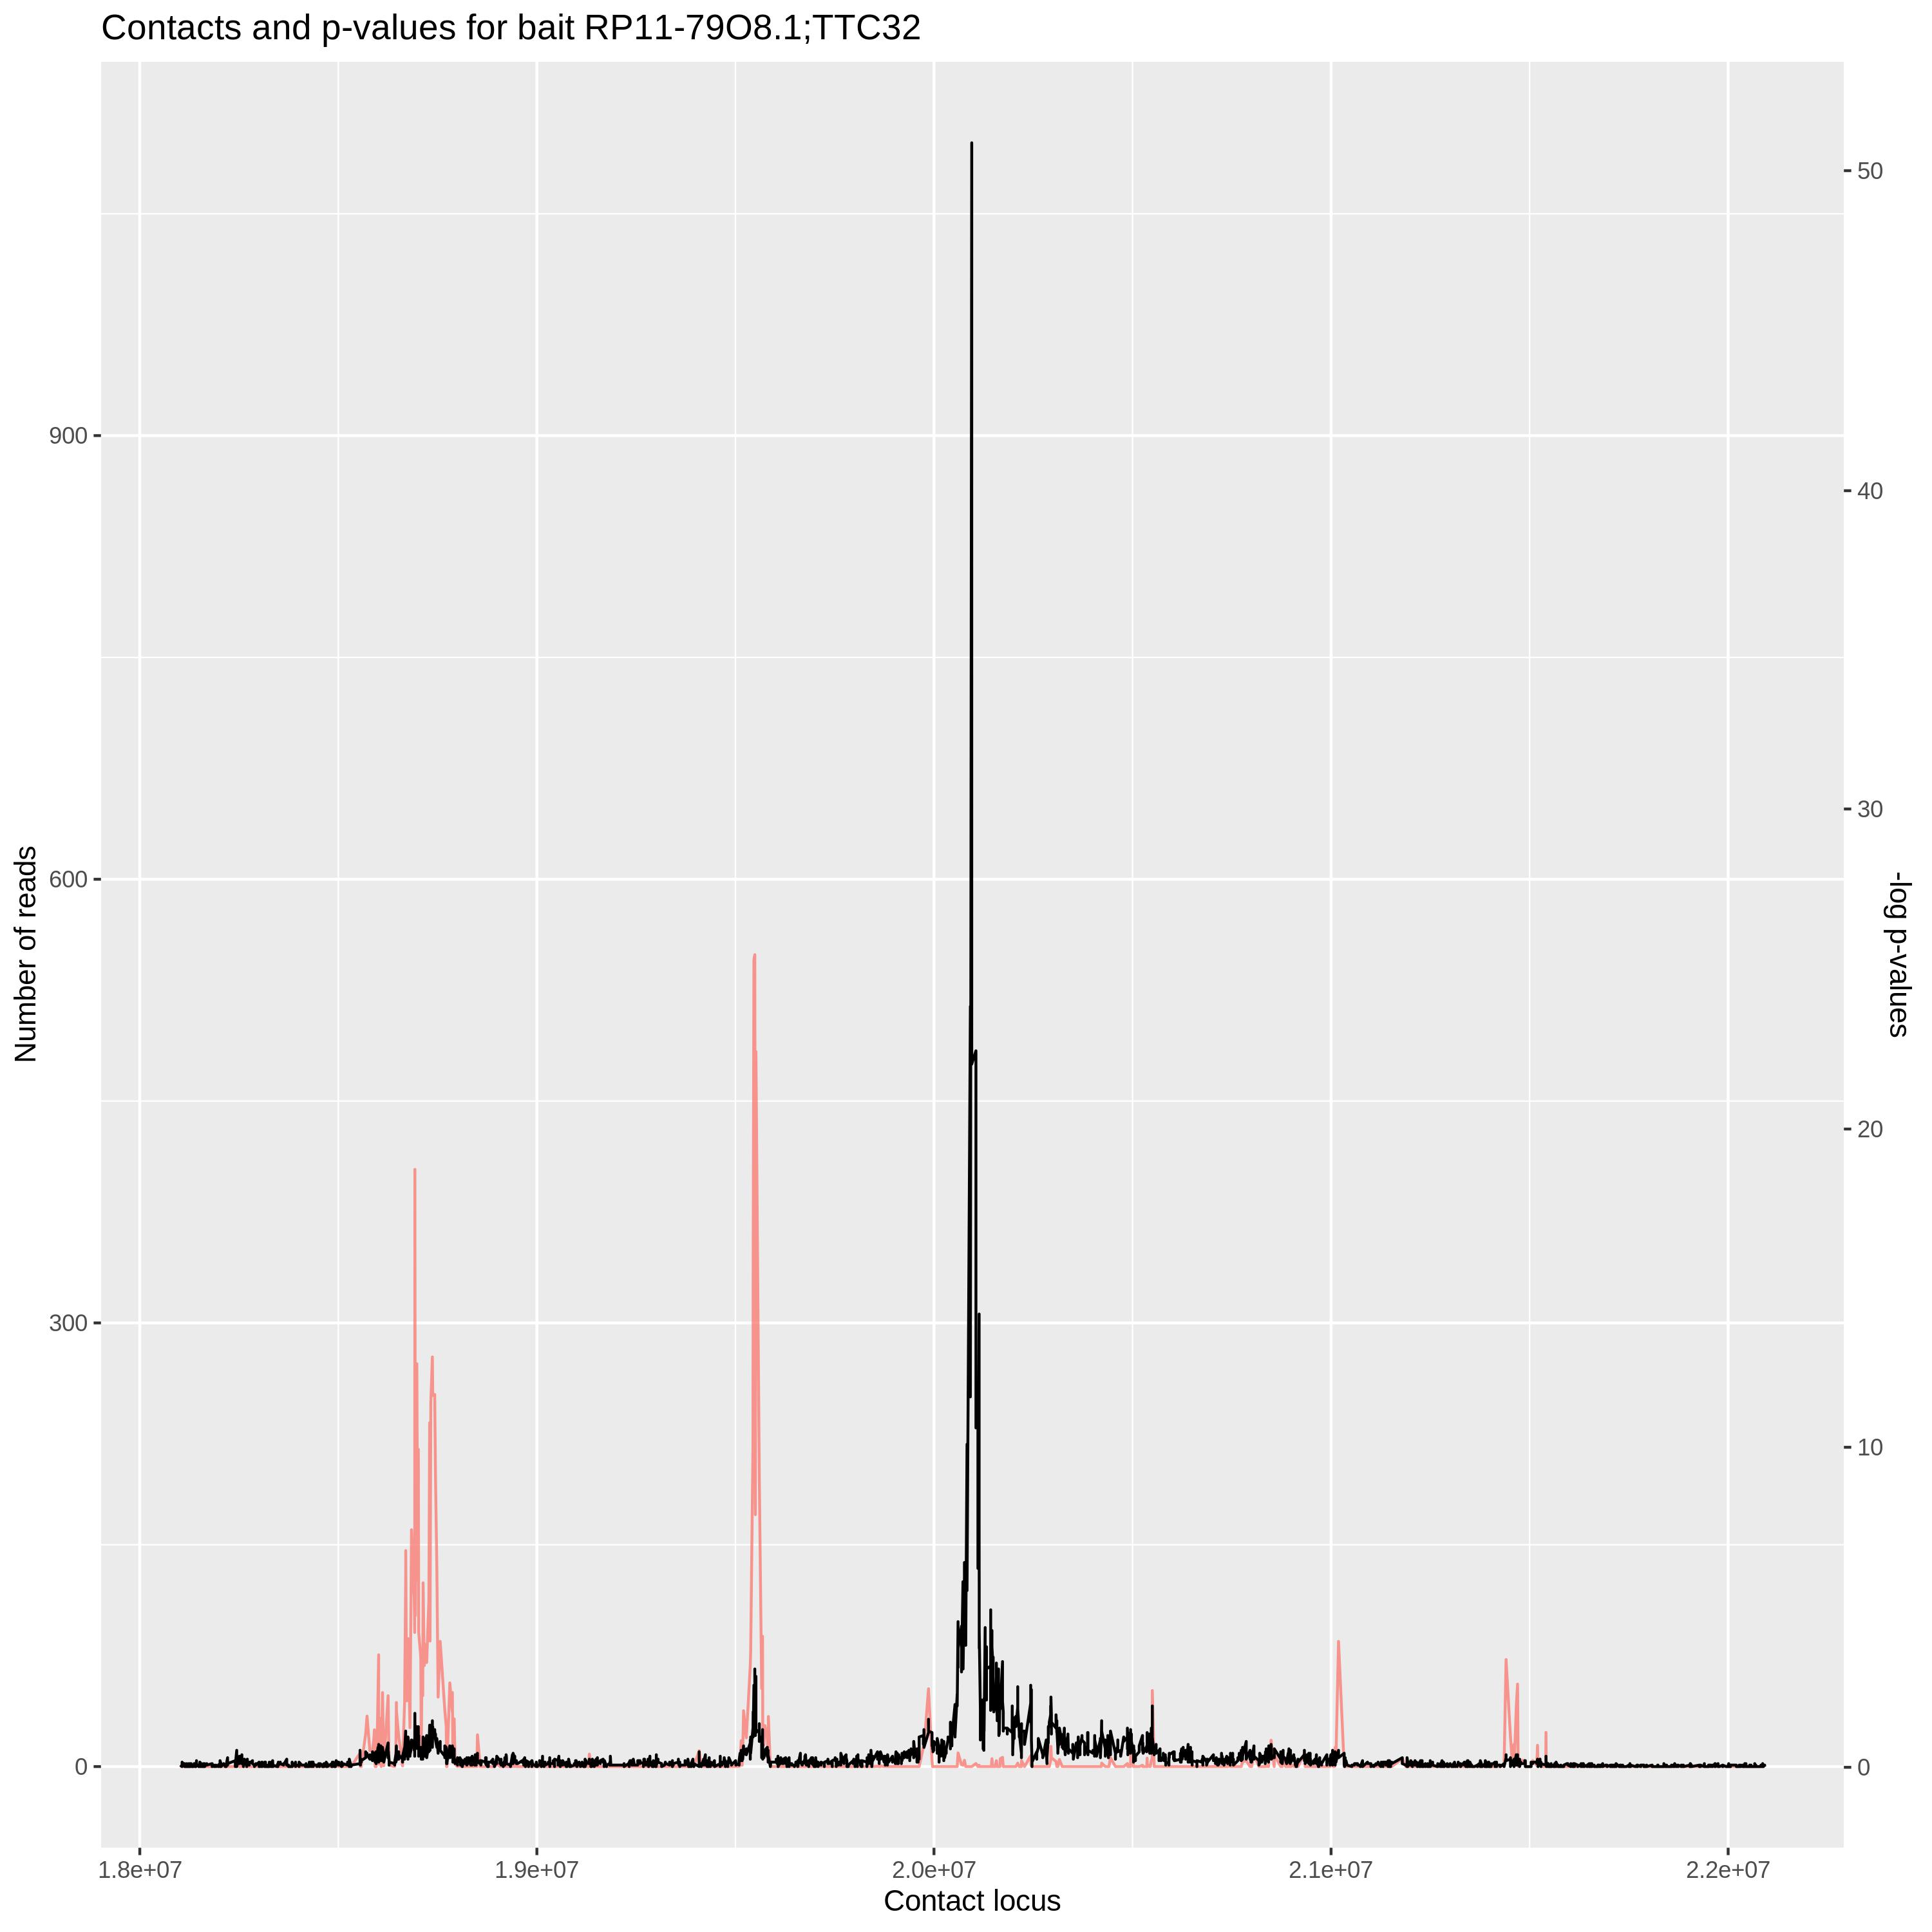 Contacts and p-values for bait RP11-79O8.1;TTC32
Number of reads
900
600
300
0
50
40
30
20
10
0
-log p-values
1.8e+07
1.9e+07
2.0e+07
2.1e+07
2.2e+07
Contact locus